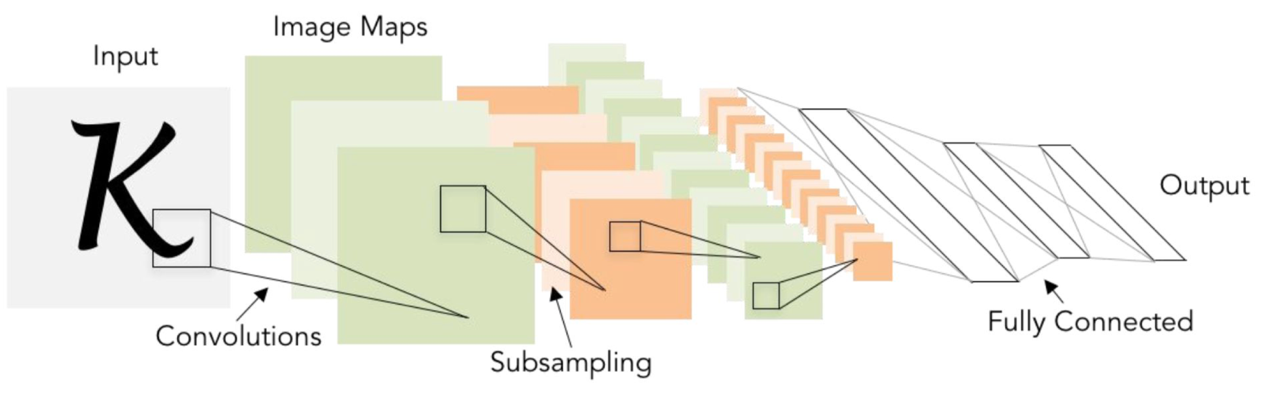 Input
Image Maps
K
Convolutions
Subsampling
Fully Connected
Output